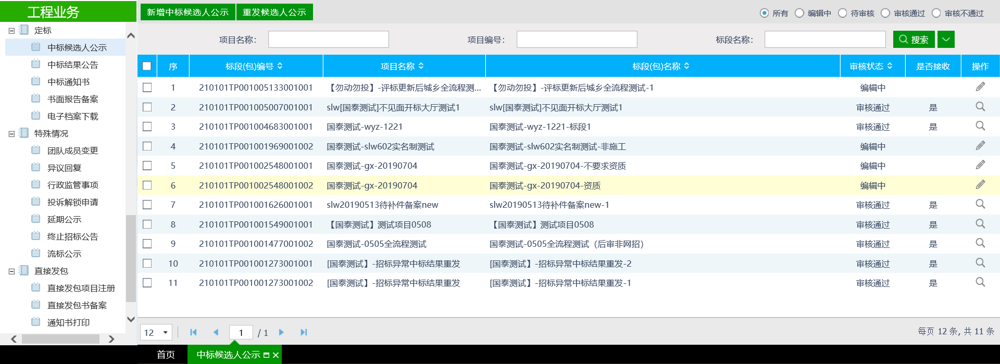 工程业务
定标
中标候选人公示
中标结果公告
中标通知书
书面报告备案
电子档案下载
特殊情况
团队成员变更
异议回复
行政监管事项
投诉解锁申请
延期公示
终止招标公告
流标公示
直接发包
直接发包项目注册
直接发包书备案
通知书打印
新增中标候选人公示 重发候选人公示
所有 编辑中 待审核 审核通过 审核不通过
项目名称： 项目编号： 标段名称： 搜索
序 标段(包)编号 项目名称 标段(包)名称 审核状态 是否接收 操作
1 210101TP001005133001001 【勿动勿投】-评标更新后城乡全流程测... 【勿动勿投】-评标更新后城乡全流程测试-1 编辑中
2 210101TP001005007001001 slw[国泰测试]不见面开标大厅测试1 slw[国泰测试]不见面开标大厅测试1 审核通过 是
3 210101TP001004683001001 国泰测试-wyz-1221 国泰测试-wyz-1221-标段1 审核通过 是
4 210101TP001001969001002 国泰测试-slw602实名制测试 国泰测试-slw602实名制测试-非施工 编辑中
5 210101TP001002548001001 国泰测试-gx-20190704 国泰测试-gx-20190704-不要求资质 编辑中
6 210101TP001002548001002 国泰测试-gx-20190704 国泰测试-gx-20190704-资质 编辑中
7 210101TP001001626001001 slw20190513待补件备案new slw20190513待补件备案new-1 审核通过 是
8 210101TP001001549001001 【国泰测试】测试项目0508 【国泰测试】测试项目0508 审核通过 是
9 210101TP001001477001002 国泰测试-0505全流程测试 国泰测试-0505全流程测试（后审非网招） 审核通过 是
10 210101TP001001273001001 [国泰测试】-招标异常中标结果重发 [国泰测试】-招标异常中标结果重发-2 审核通过 是
11 210101TP001001273001002 [国泰测试】-招标异常中标结果重发 [国泰测试】-招标异常中标结果重发-1 审核通过 是
12 1 / 1 每页 12 条, 共 11 条
首页 中标候选人公示